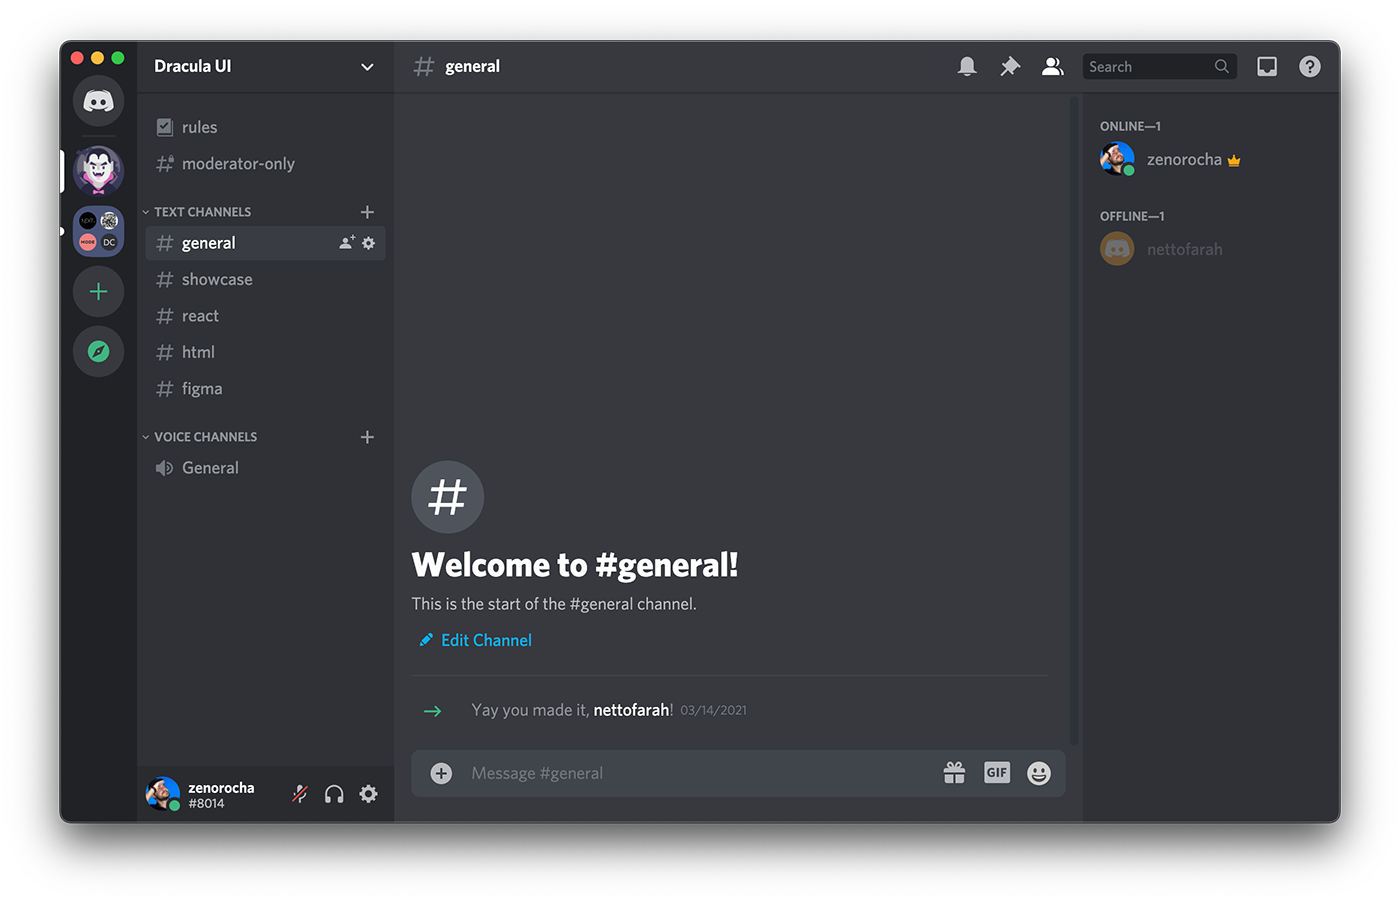 Dracula UI
rules
moderator-only
TEXT CHANNELS
general
showcase
react
html
figma
VOICE CHANNELS
General
zenorocha
#8014
MODE
DC
general
Search
Welcome to #general!
This is the start of the #general channel.
Edit Channel
Yay you made it, nettofarah! 03/14/2021
Message #general
GIF
ONLINE—1
zenorocha
OFFLINE—1
nettofarah